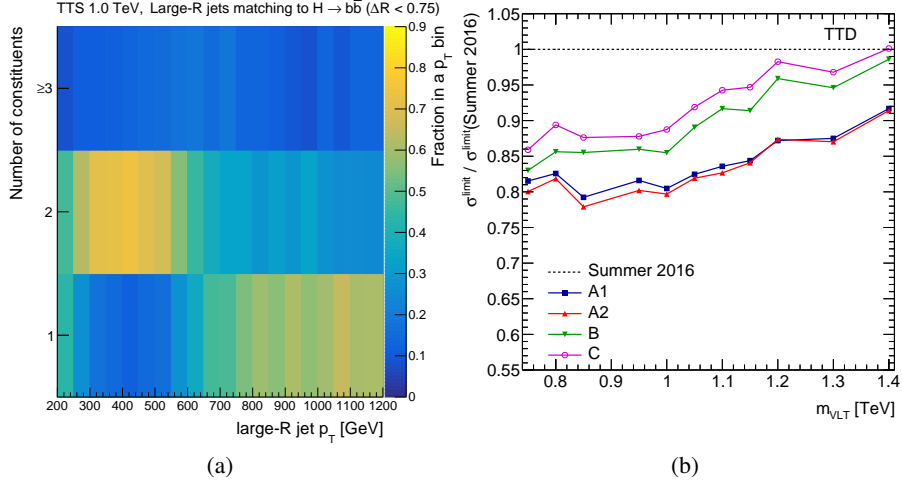 TTS 1.0 TeV, Large-R jets matching to H → bb̄ (ΔR < 0.75)
Number of constituents
≥3
2
1
200 300 400 500 600 700 800 900 1000 1100 1200
large-R jet p_T [GeV]
0.9
0.8
0.7
0.6
0.5
0.4
0.3
0.2
0.1
0
Fraction in a p_T bin
(a)
σ^limit / σ^limit(Summer 2016)
1.05
1
0.95
0.9
0.85
0.8
0.75
0.7
0.65
0.6
0.55
TTD
Summer 2016
A1
A2
B
C
0.8 0.9 1 1.1 1.2 1.3 1.4
m_VLT [TeV]
(b)